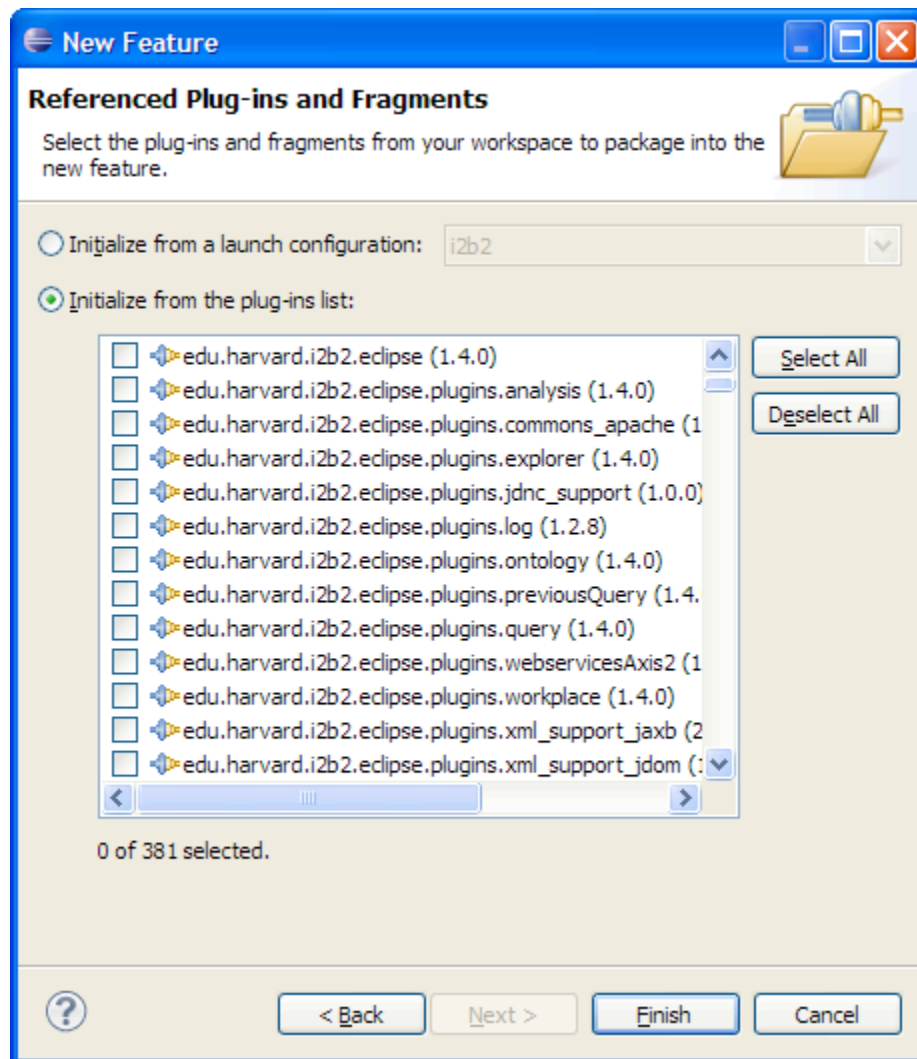 New Feature
Referenced Plug-ins and Fragments
Select the plug-ins and fragments from your workspace to package into the
new feature.
Initialize from a launch configuration: i2b2
Initialize from the plug-ins list:
edu.harvard.i2b2.eclipse (1.4.0)
Select All
edu.harvard.i2b2.eclipse.plugins.analysis (1.4.0)
edu.harvard.i2b2.eclipse.plugins.commons_apache (1
Deselect All
edu.harvard.i2b2.eclipse.plugins.explorer (1.4.0)
edu.harvard.i2b2.eclipse.plugins.jdnc_support (1.0.0)
edu.harvard.i2b2.eclipse.plugins.log (1.2.8)
edu.harvard.i2b2.eclipse.plugins.ontology (1.4.0)
edu.harvard.i2b2.eclipse.plugins.previousQuery (1.4.
edu.harvard.i2b2.eclipse.plugins.query (1.4.0)
edu.harvard.i2b2.eclipse.plugins.webservicesAxis2 (1
edu.harvard.i2b2.eclipse.plugins.workplace (1.4.0)
edu.harvard.i2b2.eclipse.plugins.xml_support_jaxb (2
edu.harvard.i2b2.eclipse.plugins.xml_support_jdom (1
0 of 381 selected.
? < Back Next > Finish Cancel